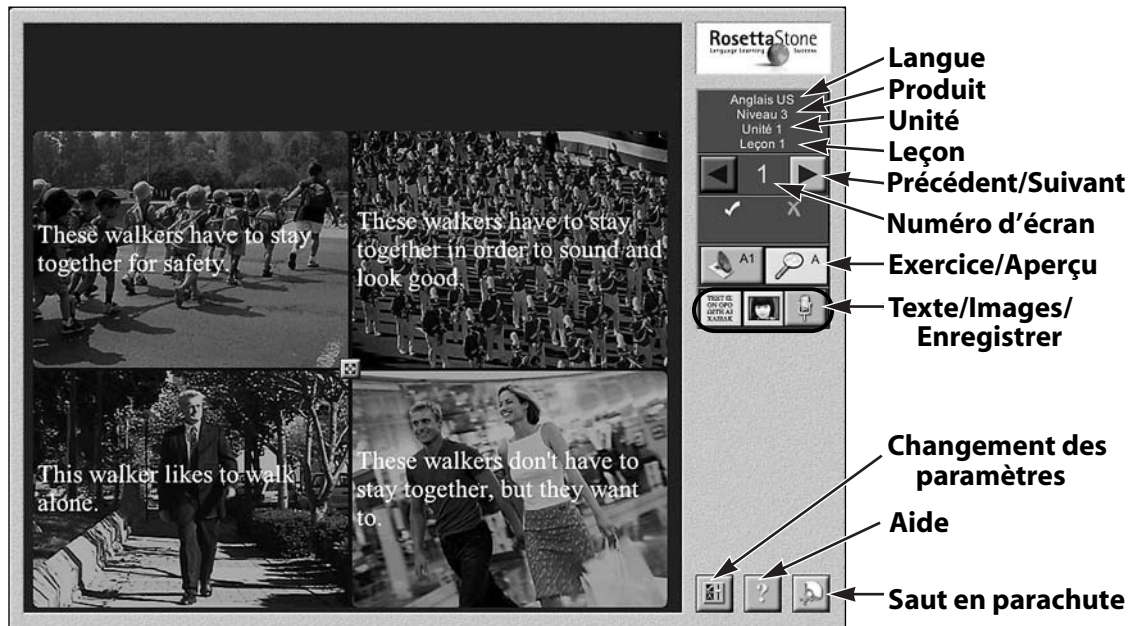 RosettaStone
Language Learning Success
Anglais US
Niveau 3
Unité 1
Leçon 1
1
A1
A
These walkers have to stay
together for safety.
These walkers have to stay
together in order to sound and
look good.
This walker likes to walk
alone.
These walkers don't have to
stay together, but they want
to.
?
Langue
Produit
Unité
Leçon
Précédent/Suivant
Numéro d'écran
Exercice/Aperçu
Texte/Images/
Enregistrer
Changement des
paramètres
Aide
Saut en parachute